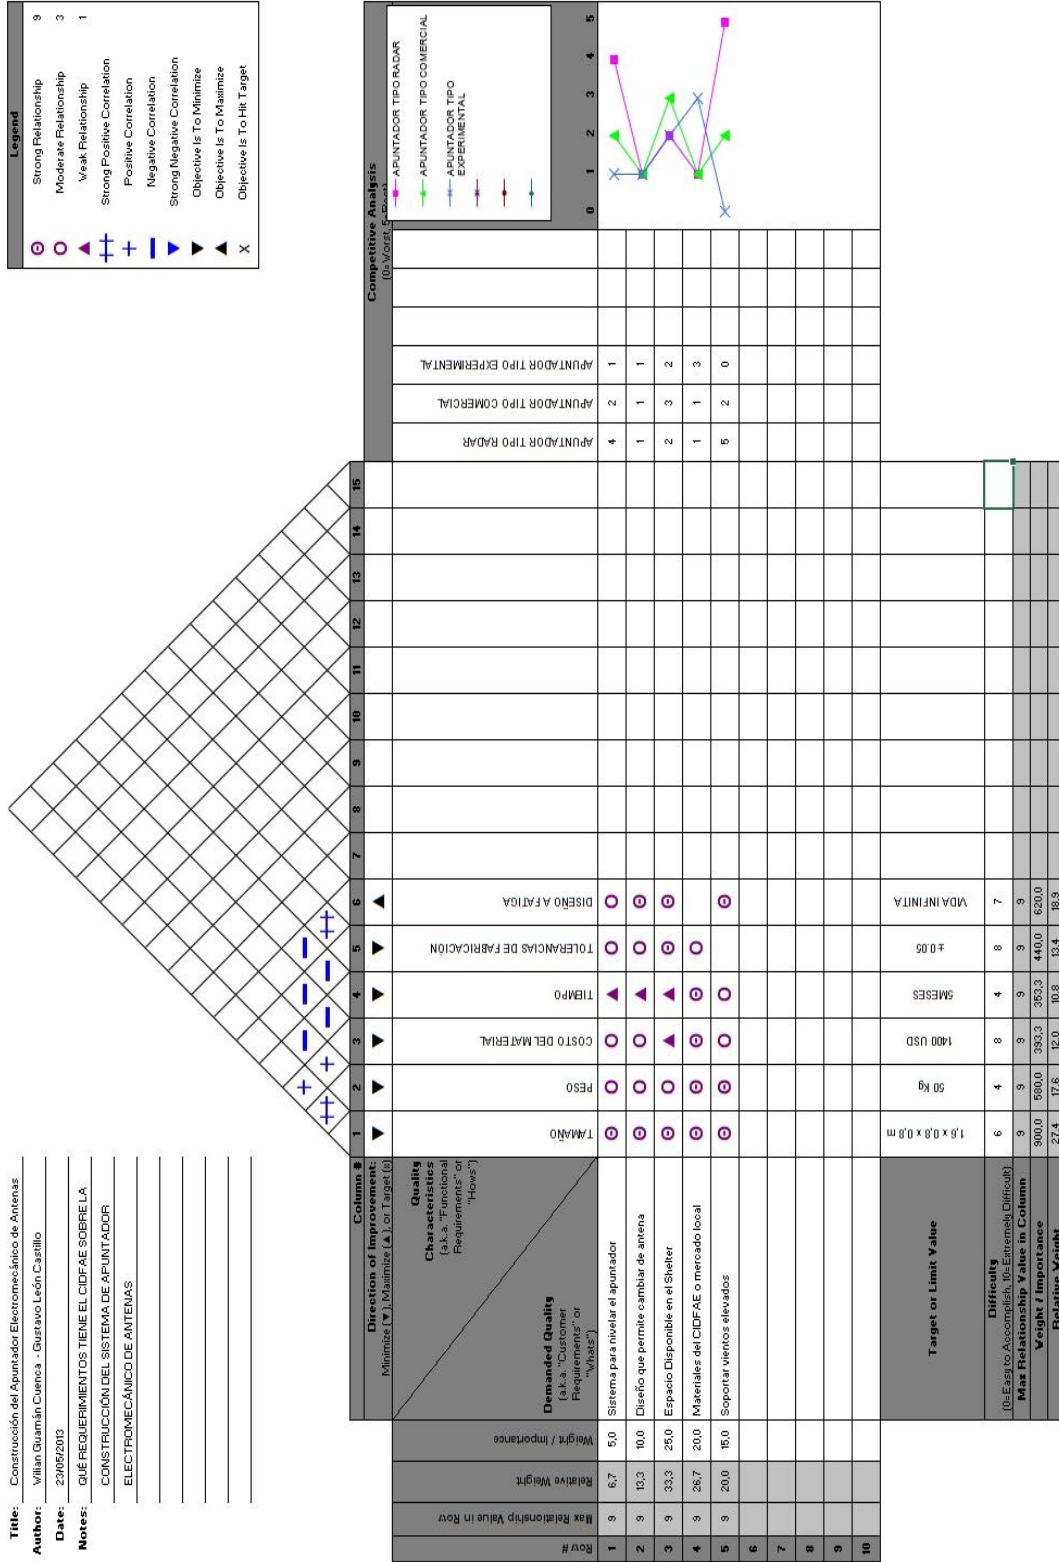 Title: Construcción del Apuntador Electromecánico de Antenas
Author: Vilian Guamán Cuenca - Gustavo León Castillo
Date: 23/05/2013
Notes: QUÉ REQUERIMIENTOS TIENE EL CIDFAE SOBRE LA
CONSTRUCCIÓN DEL SISTEMA DE APUNTADOR
ELECTROMECÁNICO DE ANTENAS
Legend
Strong Relationship 9
Moderate Relationship 3
Weak Relationship 1
Strong Positive Correlation
Positive Correlation
Negative Correlation
Strong Negative Correlation
Objective Is To Minimize
Objective Is To Maximize
Objective Is To Hit Target
Column # 1 2 3 4 5 6 7 8 9 10 11 12 13 14 15
Direction of Improvement:
Minimize (▼), Maximize (▲), or Target (x)
Quality
Characteristics
(a.k.a. "Functional
Requirements" or
"Hows")
Demanded Quality
(a.k.a. "Customer
Requirements" or
"Whats")
Row #
Max Relationship Value in Row
Relative Weight
Weight / Importance
TAMAÑO
PESO
COSTO DEL MATERIAL
TIEMPO
TOLERANCIAS DE FABRICACIÓN
DISEÑO A FATIGA
Competitive Analysis
APUNTADOR TIPO RADAR
APUNTADOR TIPO COMERCIAL
APUNTADOR TIPO EXPERIMENTAL
APUNTADOR TIPO RADAR
APUNTADOR TIPO COMERCIAL
APUNTADOR TIPO
EXPERIMENTAL
0 1 2 3 4 5
1 9 6,7 5,0 Sistema para nivelar el apuntador 4 2 1
2 9 13,3 10,0 Diseño que permite cambiar de antena 1 1 1
3 9 33,3 25,0 Espacio Disponible en el Shelter 2 3 2
4 9 26,7 20,0 Materiales del CIDFAE o mercado local 1 1 3
5 9 20,0 15,0 Soportar vientos elevados 5 2 0
6
7
8
9
10
Target or Limit Value 1,6 x 0,8 x 0,8 m 50 Kg 1400 USD 5MESES ± 0.05 VIDA INFINITA
Difficulty
(0=Easy to Accomplish, 10=Extremely Difficult) 6 4 8 4 8 7
Max Relationship Value in Column 9 9 9 9 9 9
Weight / Importance 900,0 580,0 393,3 353,3 440,0 620,0
Relative Weight 27,4 17,6 12,0 10,8 13,4 18,9